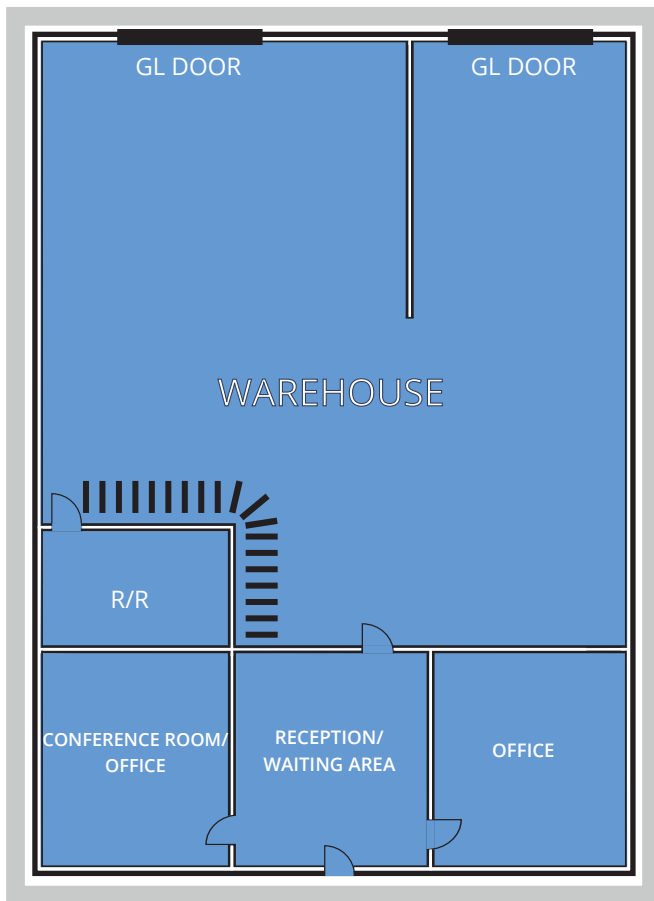 GL DOOR
GL DOOR
WAREHOUSE
R/R
CONFERENCE ROOM/
OFFICE
RECEPTION/
WAITING AREA
OFFICE